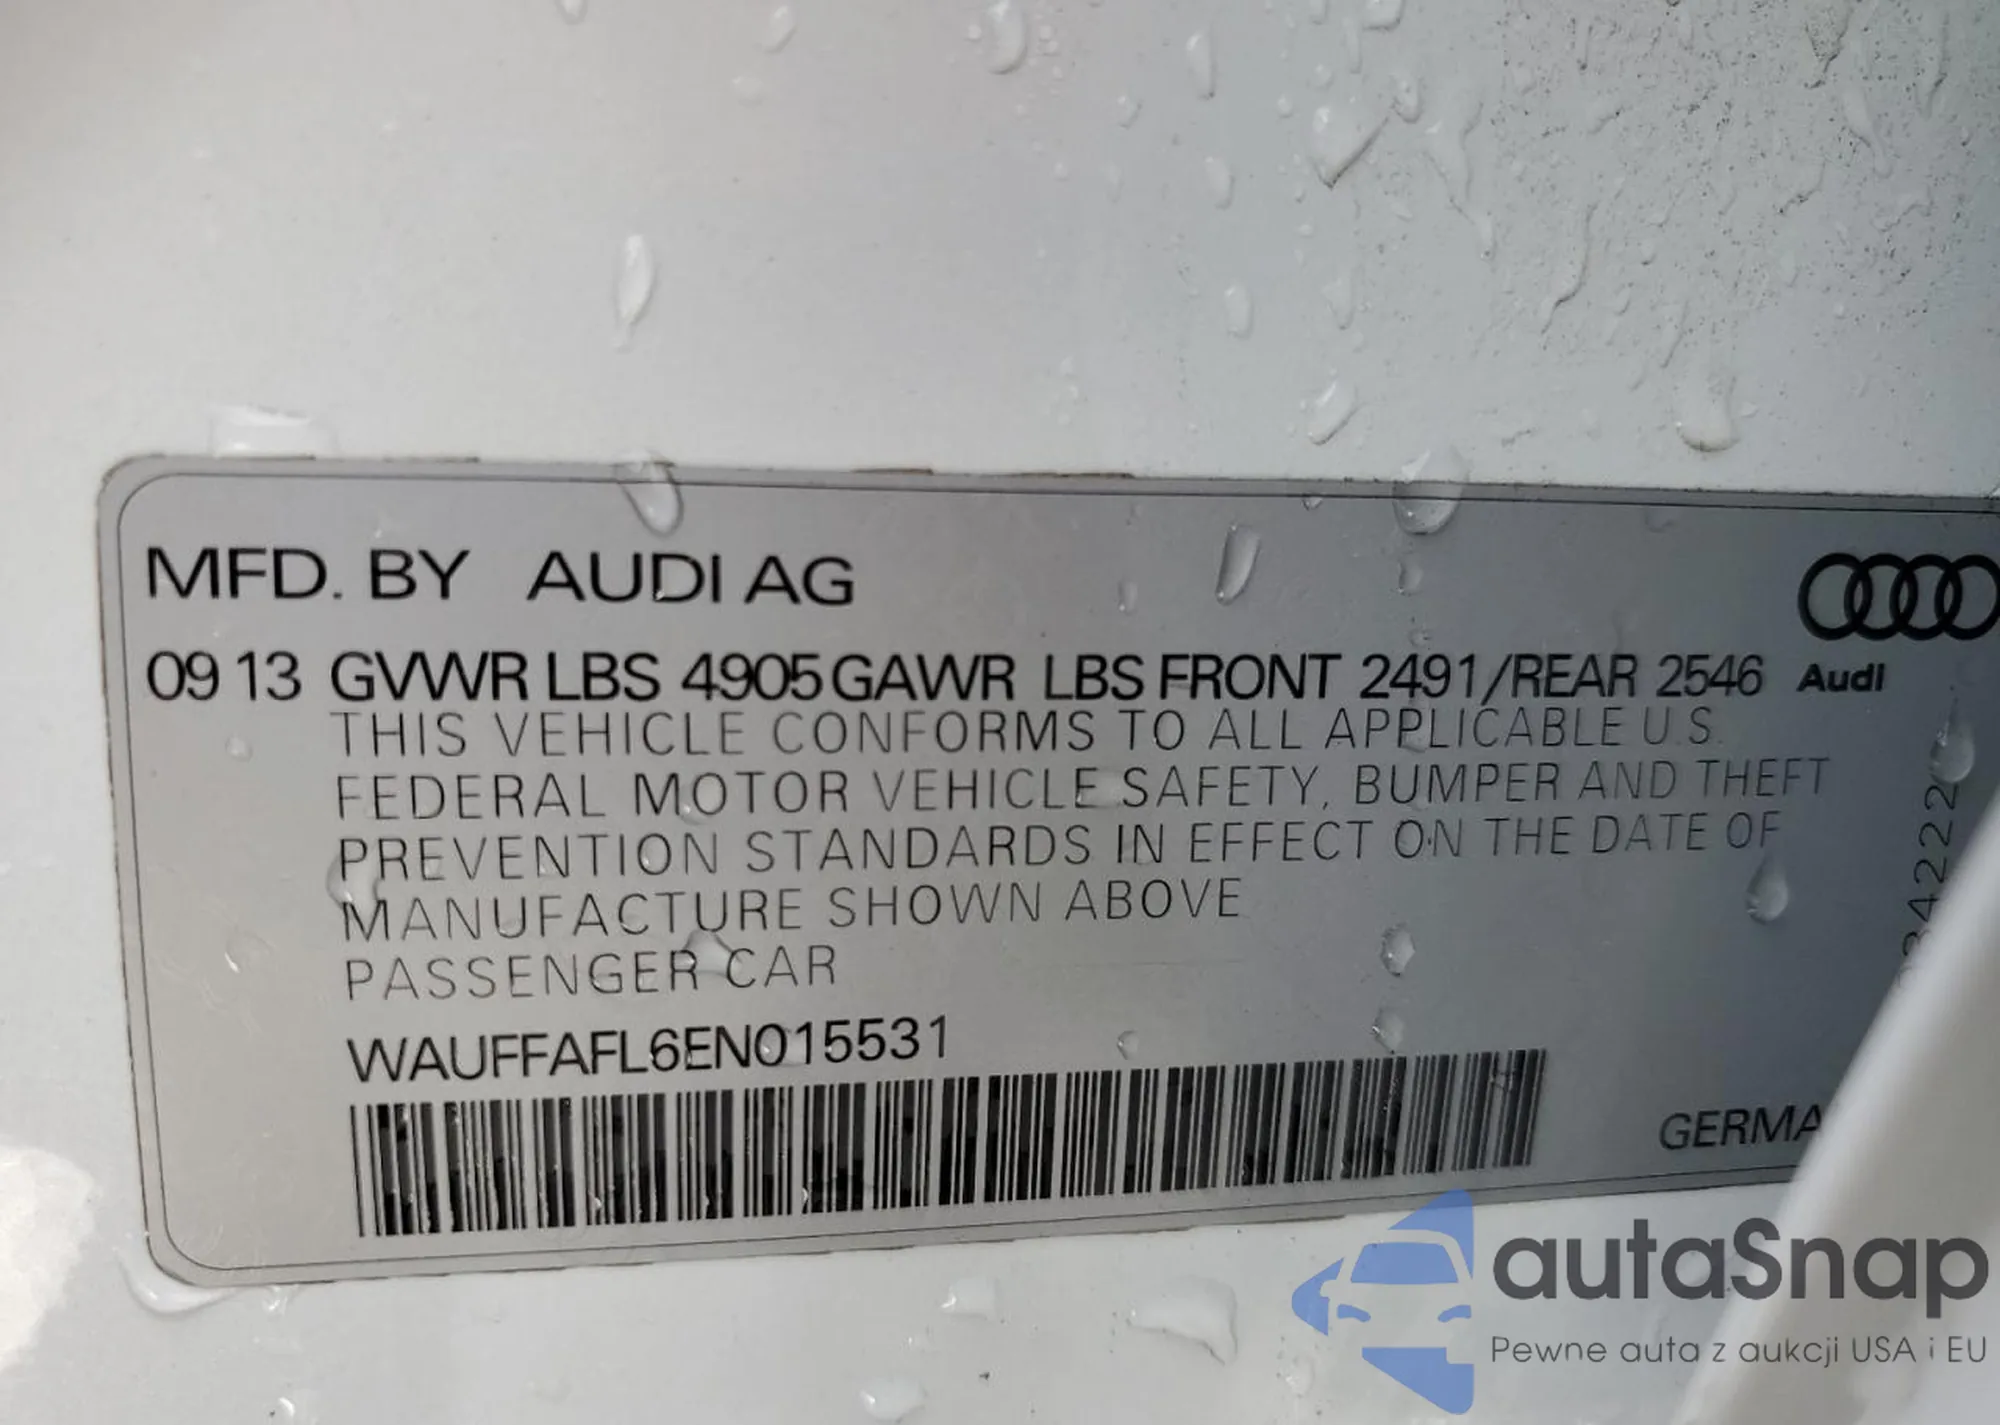 MFD. BY AUDI AG
09 13 GVWR LBS 4905 GAWR LBS FRONT 2491/REAR 2546 Audi
THIS VEHICLE CONFORMS TO ALL APPLICABLE U.S.
FEDERAL MOTOR VEHICLE SAFETY, BUMPER AND THEFT
PREVENTION STANDARDS IN EFFECT ON THE DATE OF
MANUFACTURE SHOWN ABOVE
PASSENGER CAR
WAUFFAFL6EN015531
GERMA
autaSnap
Pewne auta z aukcji USA i EU